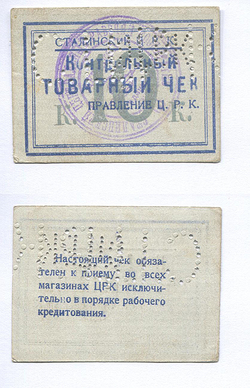 СТАЛИНСКИЙ
КОНТРОЛЬНЫЙ
ТОВАРНЫЙ ЧЕК
ПРАВЛЕНИЕ Ц. Р. К.
К. 10 К.
Настоящий чек обяза-
телен к приему во всех
магазинах ЦРК исключи-
тельно в порядке рабочего
кредитования.